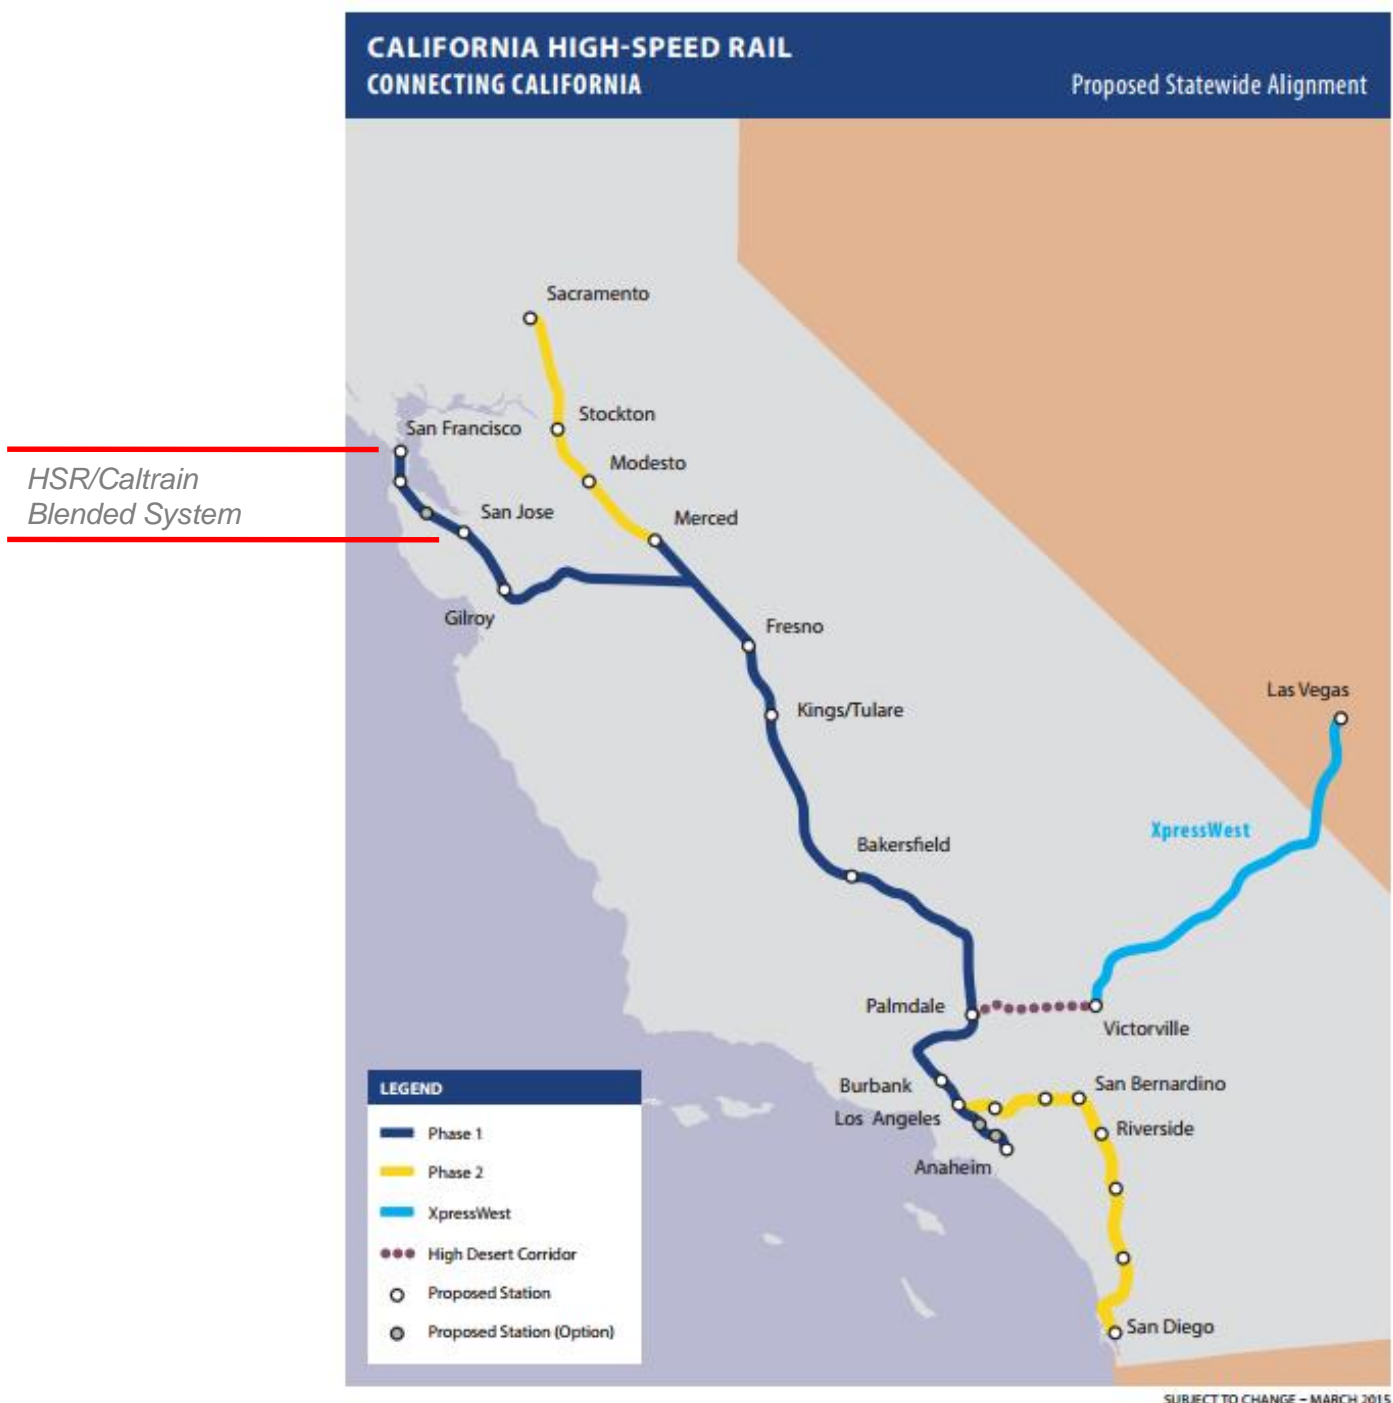 CALIFORNIA HIGH-SPEED RAIL
CONNECTING CALIFORNIA
Proposed Statewide Alignment
Sacramento
Stockton
San Francisco
Modesto
HSR/Caltrain
Blended System
San Jose
Merced
Gilroy
Fresno
Las Vegas
Kings/Tulare
XpressWest
Bakersfield
Palmdale
Victorville
Burbank
San Bernardino
Los Angeles
Riverside
Anaheim
San Diego
LEGEND
Phase 1
Phase 2
XpressWest
High Desert Corridor
Proposed Station
Proposed Station (Option)
SUBJECT TO CHANGE – MARCH 2015